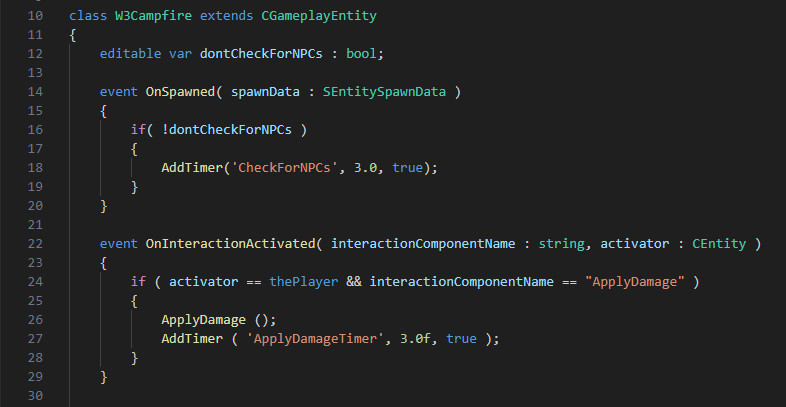 10 class W3Campfire extends CGameplayEntity
11 {
12     editable var dontCheckForNPCs : bool;
13
14     event OnSpawned( spawnData : SEntitySpawnData )
15     {
16         if( !dontCheckForNPCs )
17         {
18             AddTimer('CheckForNPCs', 3.0, true);
19         }
20     }
21
22     event OnInteractionActivated( interactionComponentName : string, activator : CEntity )
23     {
24         if ( activator == thePlayer && interactionComponentName == "ApplyDamage" )
25         {
26             ApplyDamage ();
27             AddTimer ( 'ApplyDamageTimer', 3.0f, true );
28         }
29     }
30